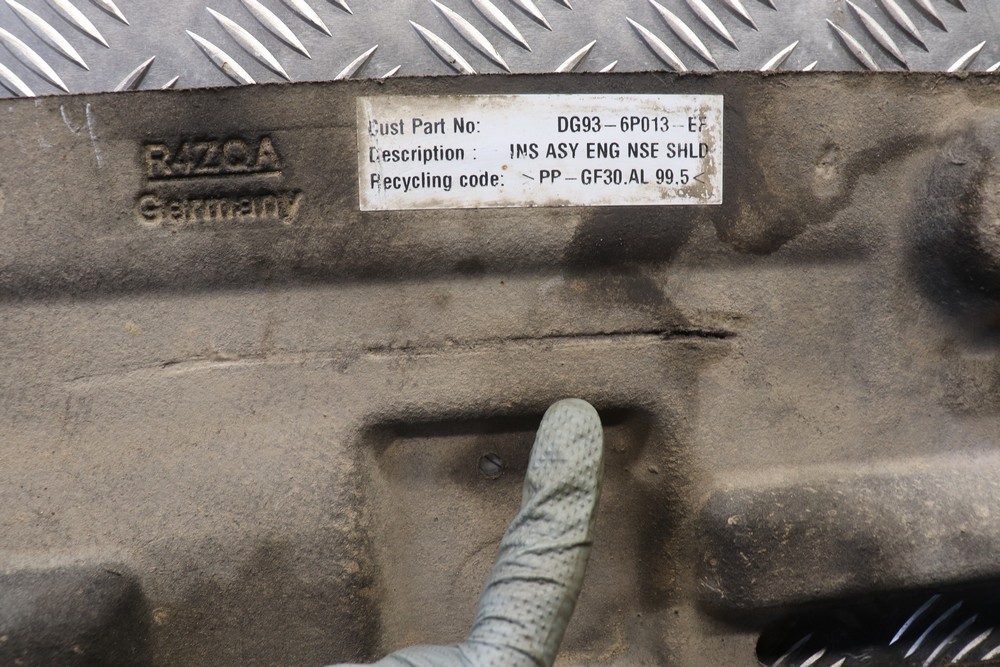 R4ZQA
Germany
Cust Part No: DG93-6P013-EF
Description : INS ASY ENG NSE SHLD
Recycling code: >PP-GF30.AL 99.5<